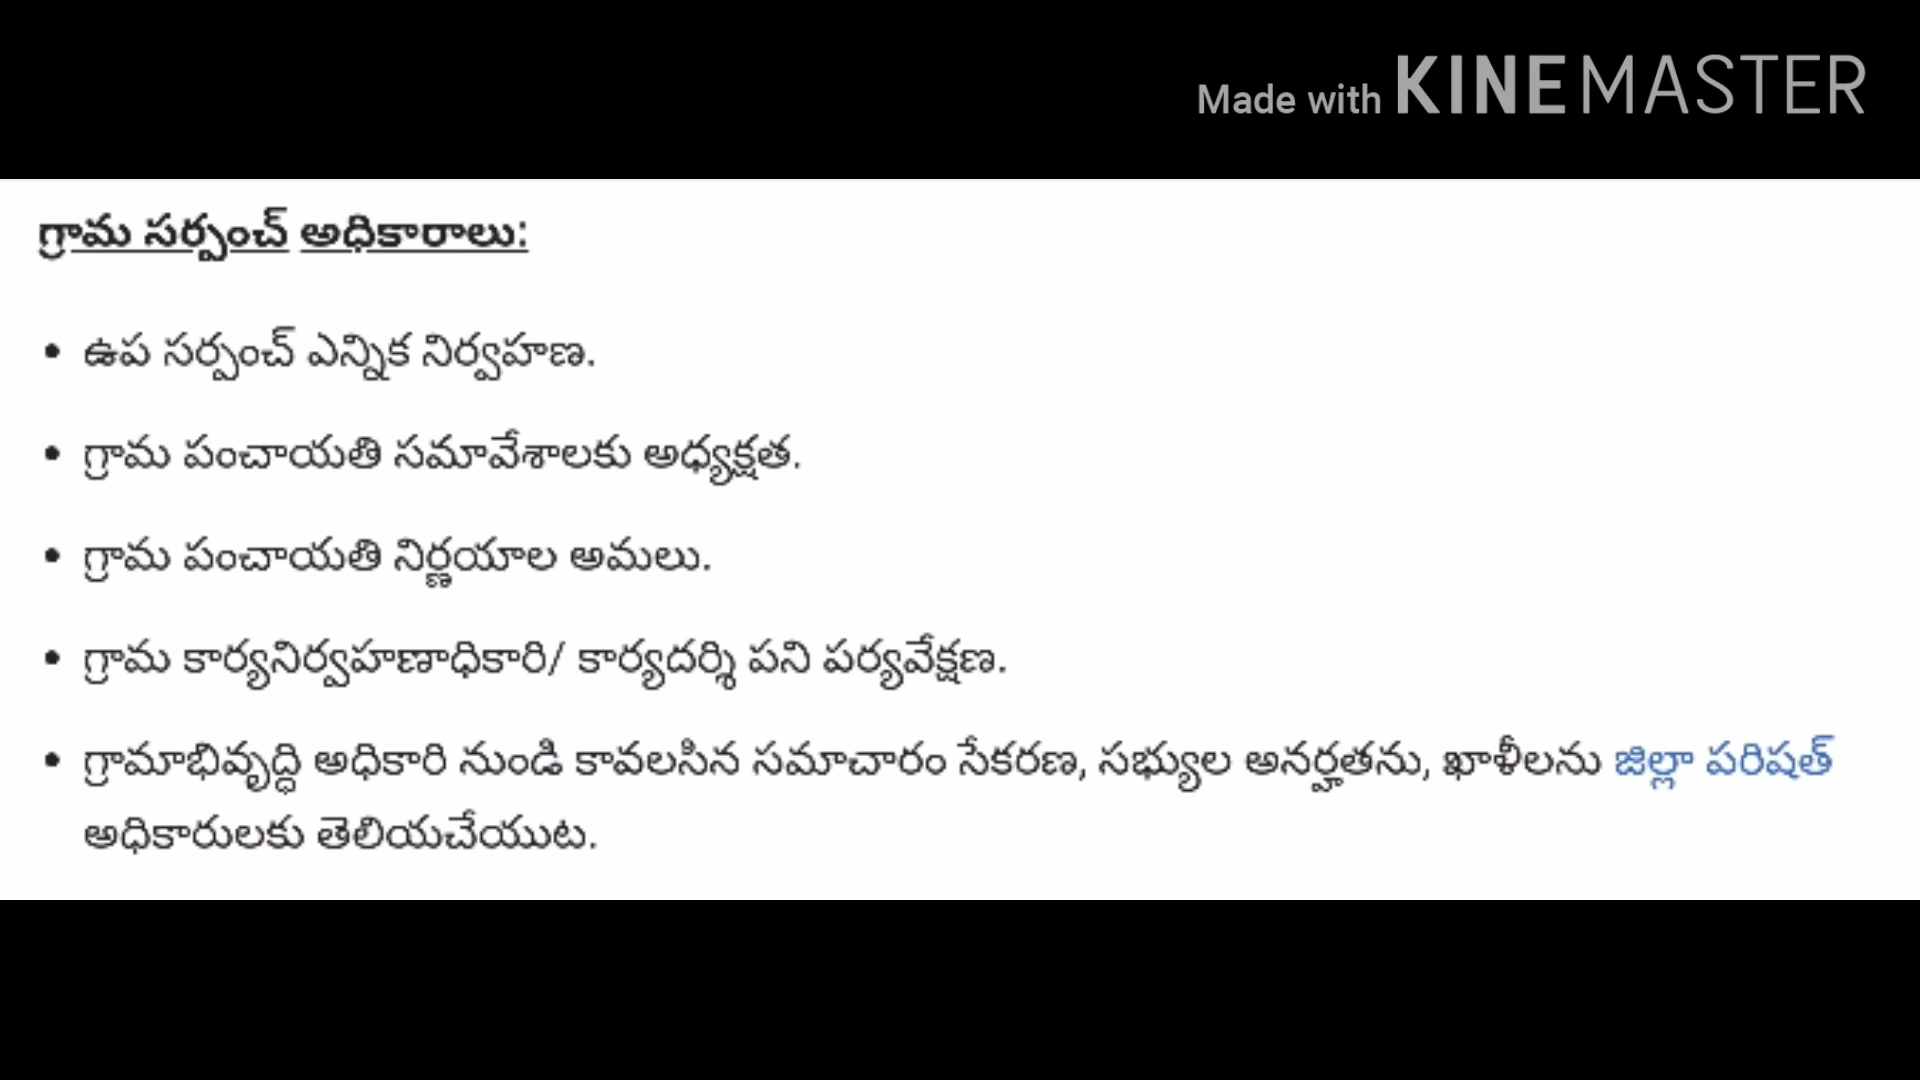 Made with KINEMASTER
గ్రామ సర్పంచ్ అధికారాలు:
• ఉప సర్పంచ్ ఎన్నిక నిర్వహణ.
• గ్రామ పంచాయతి సమావేశాలకు అధ్యక్షత.
• గ్రామ పంచాయతి నిర్ణయాల అమలు.
• గ్రామ కార్యనిర్వహణాధికారి/ కార్యదర్శి పని పర్యవేక్షణ.
• గ్రామాభివృద్ధి అధికారి నుండి కావలసిన సమాచారం సేకరణ, సభ్యుల అనర్హతను, ఖాళీలను జిల్లా పరిషత్
అధికారులకు తెలియచేయుట.